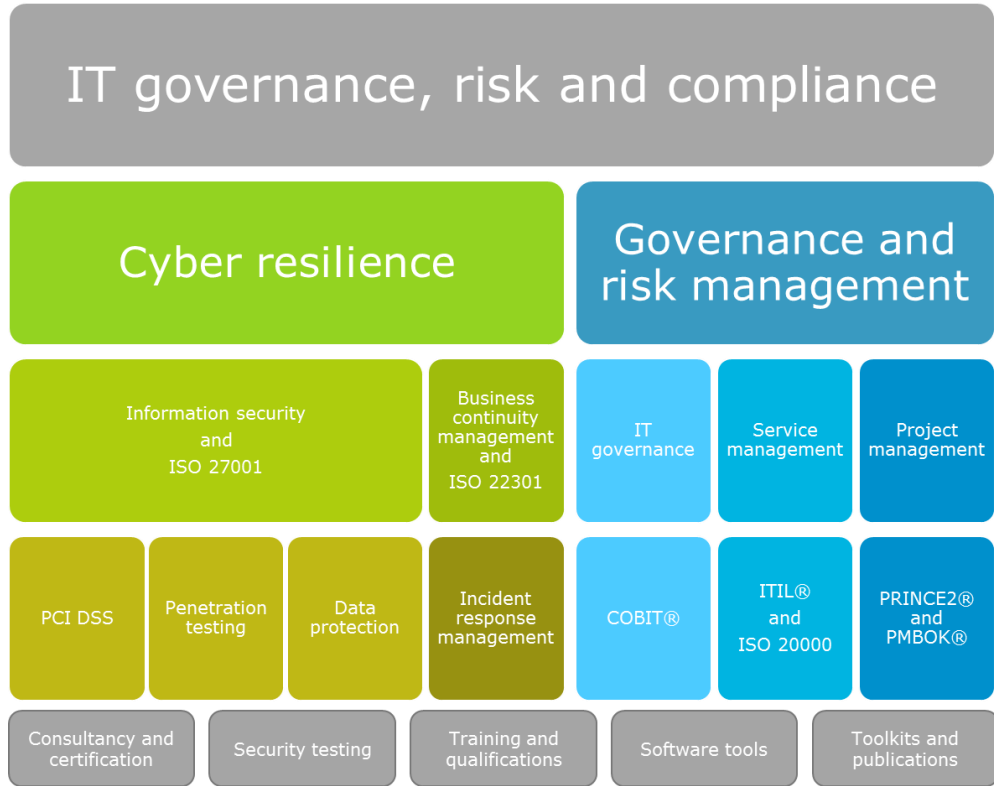 IT governance, risk and compliance
Cyber resilience
Governance and
risk management
Information security
and
ISO 27001
Business
continuity
management
and
ISO 22301
IT
governance
Service
management
Project
management
PCI DSS
Penetration
testing
Data
protection
Incident
response
management
COBIT®
ITIL®
and
ISO 20000
PRINCE2®
and
PMBOK®
Consultancy and
certification
Security testing
Training and
qualifications
Software tools
Toolkits and
publications